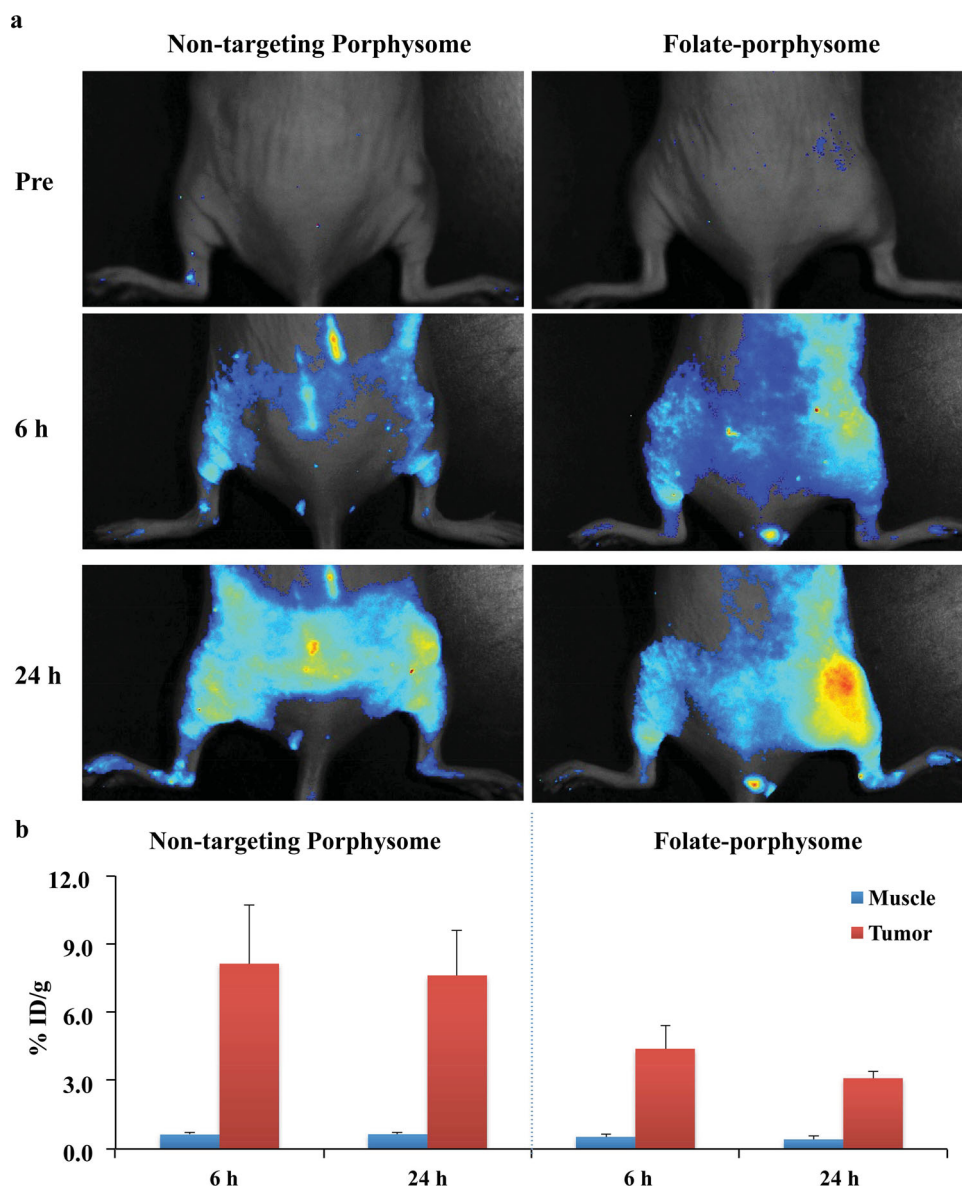 a
Non-targeting Porphysome
Folate-porphysome
Pre
6 h
24 h
b
Non-targeting Porphysome
Folate-porphysome
% ID/g
12.0
9.0
6.0
3.0
0.0
Muscle
Tumor
6 h
24 h
6 h
24 h